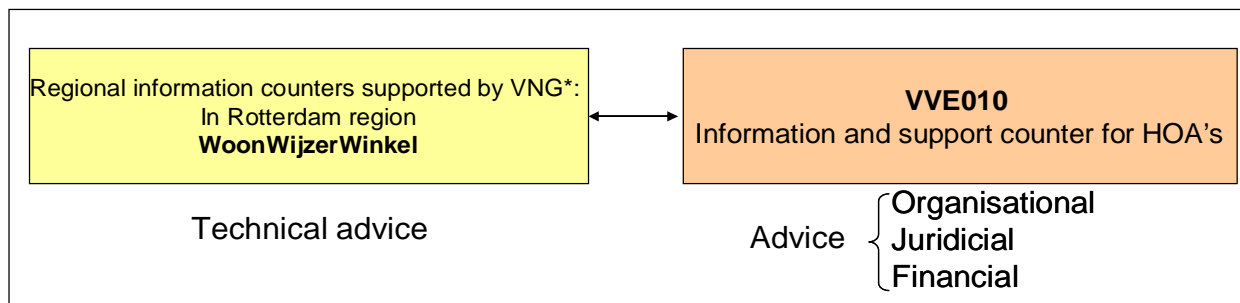 Regional information counters supported by VNG*:
In Rotterdam region
WoonWijzerWinkel
Technical advice
VVE010
Information and support counter for HOA's
Advice
Organisational
Juridicial
Financial